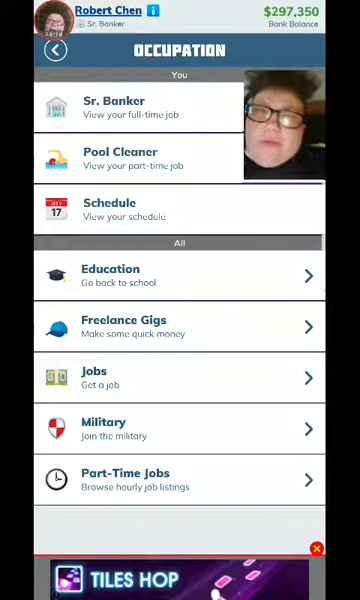 Robert Chen
Sr. Banker
$297,350
Bank Balance
OCCUPATION
You
Sr. Banker
View your full-time job
Pool Cleaner
View your part-time job
JULY
17
Schedule
View your schedule
All
Education
Go back to school
Freelance Gigs
Make some quick money
Jobs
Get a job
Military
Join the military
Part-Time Jobs
Browse hourly job listings
TILES HOP